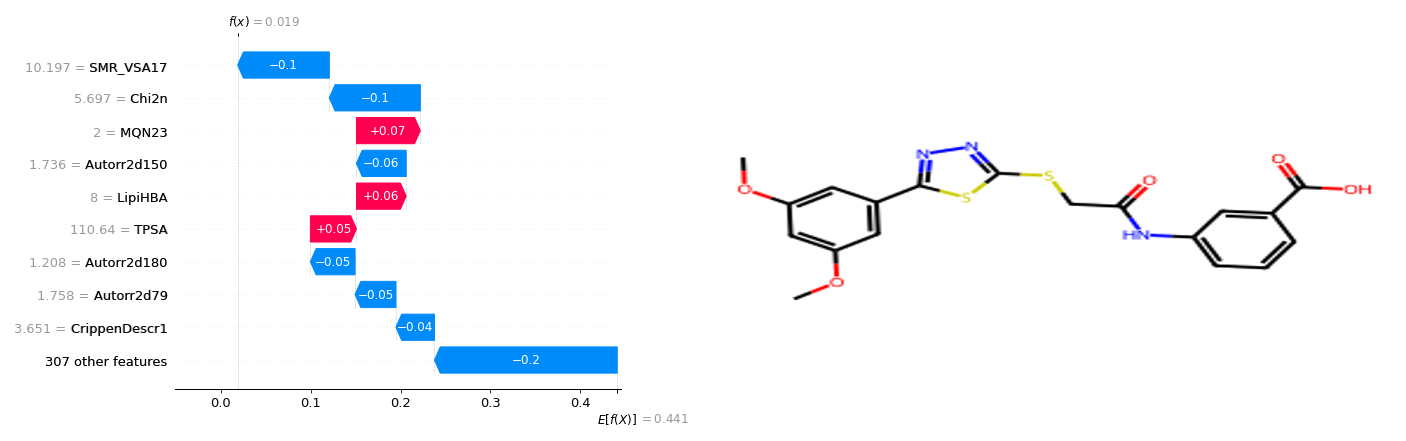 f(x) = 0.019
10.197 = SMR_VSA17
−0.1
5.697 = Chi2n
−0.1
2 = MQN23
+0.07
1.736 = Autorr2d150
−0.06
8 = LipiHBA
+0.06
110.64 = TPSA
+0.05
1.208 = Autorr2d180
−0.05
1.758 = Autorr2d79
−0.05
3.651 = CrippenDescr1
−0.04
307 other features
−0.2
0.0 0.1 0.2 0.3 0.4
E[f(X)] = 0.441
N N
S
S
O
O
HN
O
OH
O